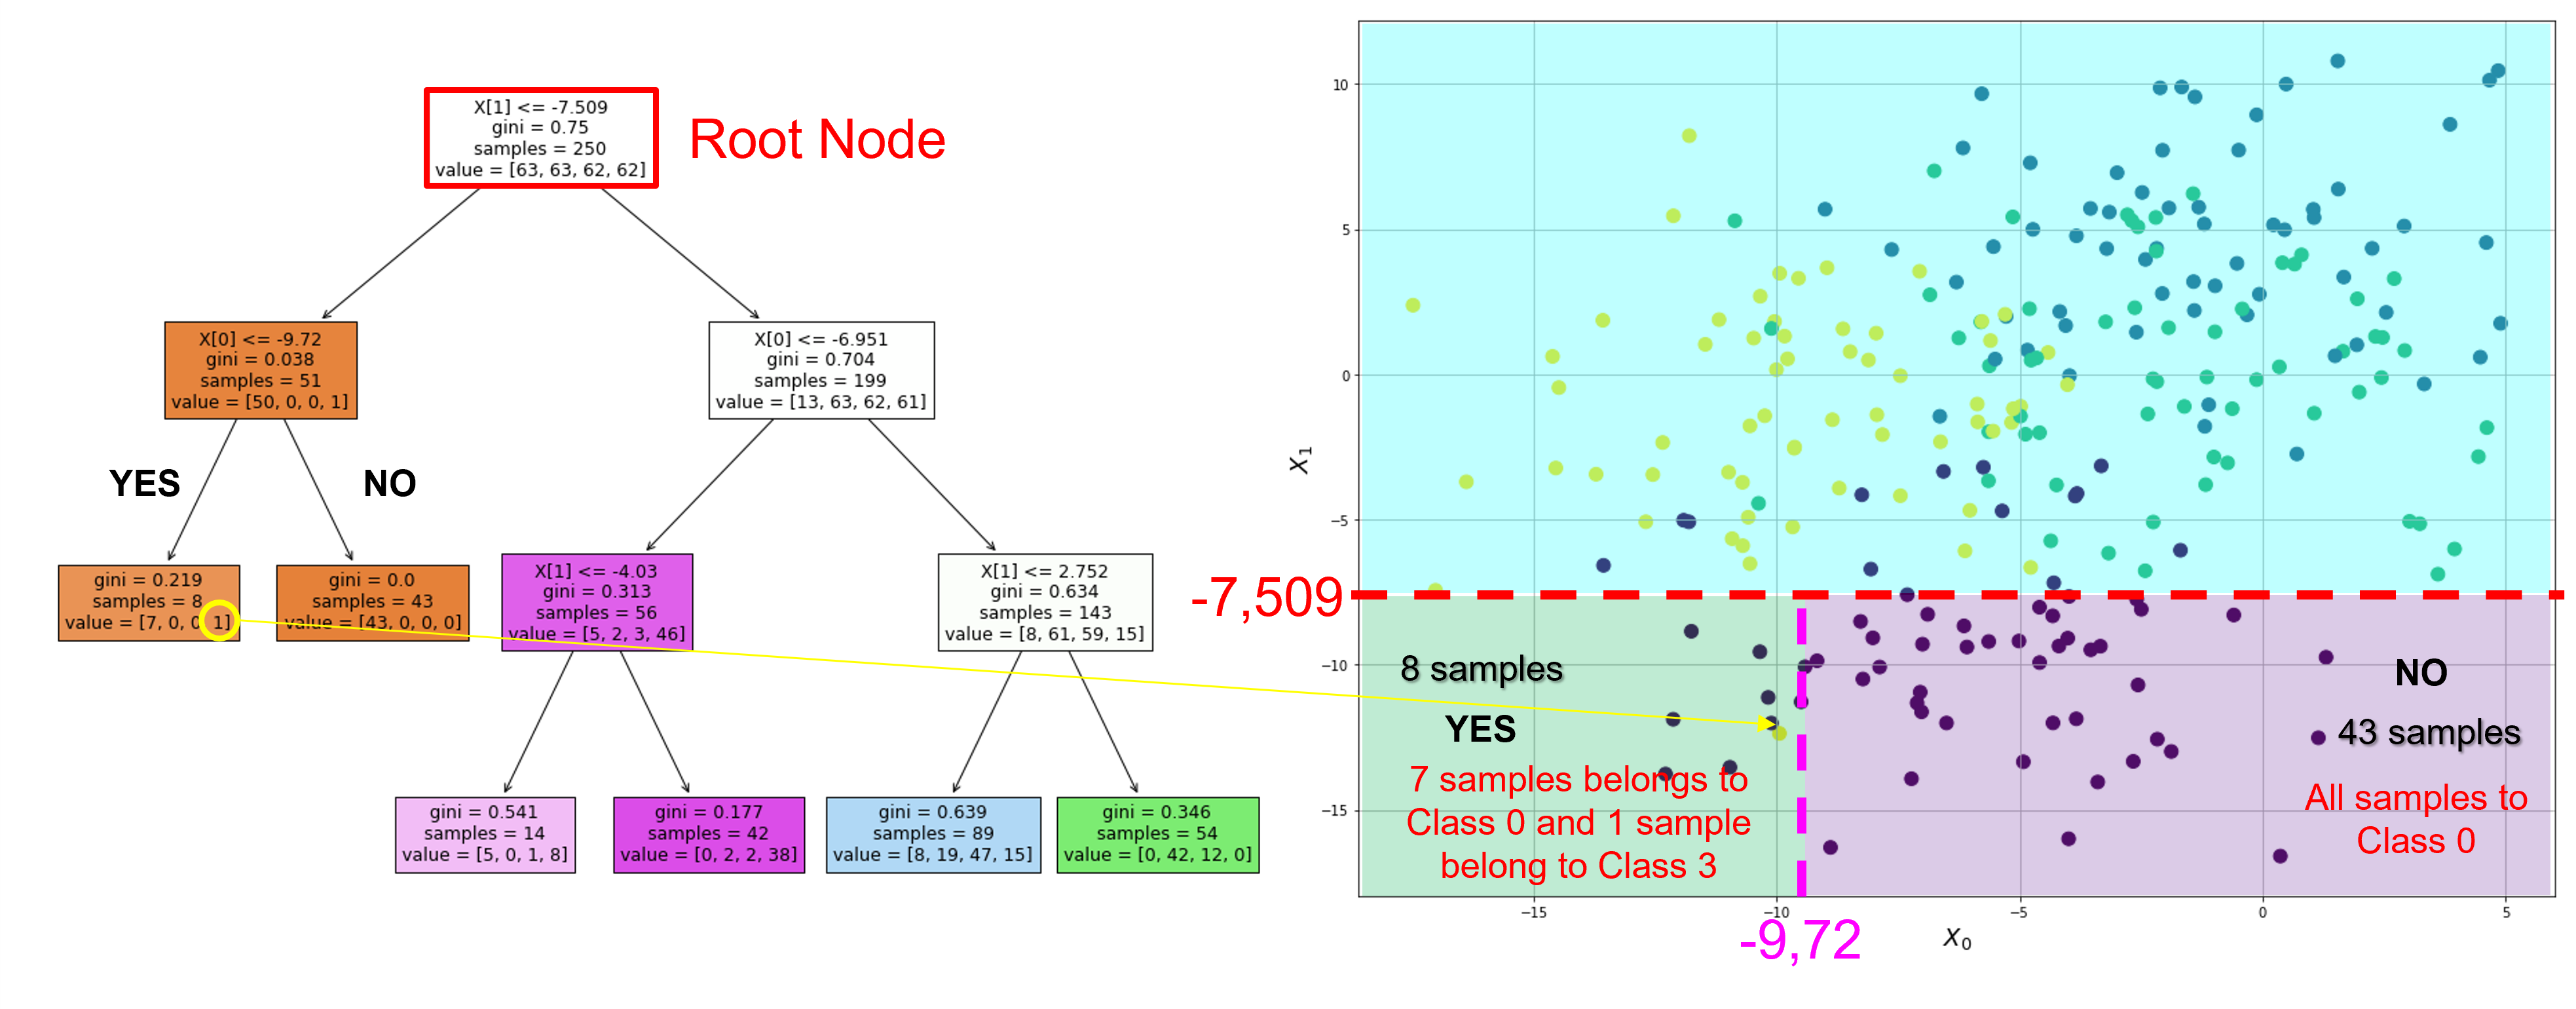 X[1] <= -7.509
gini = 0.75
samples = 250
value = [63, 63, 62, 62]
Root Node
X[0] <= -9.72
gini = 0.038
samples = 51
value = [50, 0, 0, 1]
X[0] <= -6.951
gini = 0.704
samples = 199
value = [13, 63, 62, 61]
YES
NO
gini = 0.219
samples = 8
value = [7, 0, 0, 1]
gini = 0.0
samples = 43
value = [43, 0, 0, 0]
X[1] <= -4.03
gini = 0.313
samples = 56
value = [5, 2, 3, 46]
X[1] <= 2.752
gini = 0.634
samples = 143
value = [8, 61, 59, 15]
gini = 0.541
samples = 14
value = [5, 0, 1, 8]
gini = 0.177
samples = 42
value = [0, 2, 2, 38]
gini = 0.639
samples = 89
value = [8, 19, 47, 15]
gini = 0.346
samples = 54
value = [0, 42, 12, 0]
10
5
0
−5
−10
−15
X₁
-7,509
8 samples
YES
7 samples belongs to
Class 0 and 1 sample
belong to Class 3
NO
43 samples
All samples to
Class 0
−15
−10
−5
0
5
-9,72
X₀